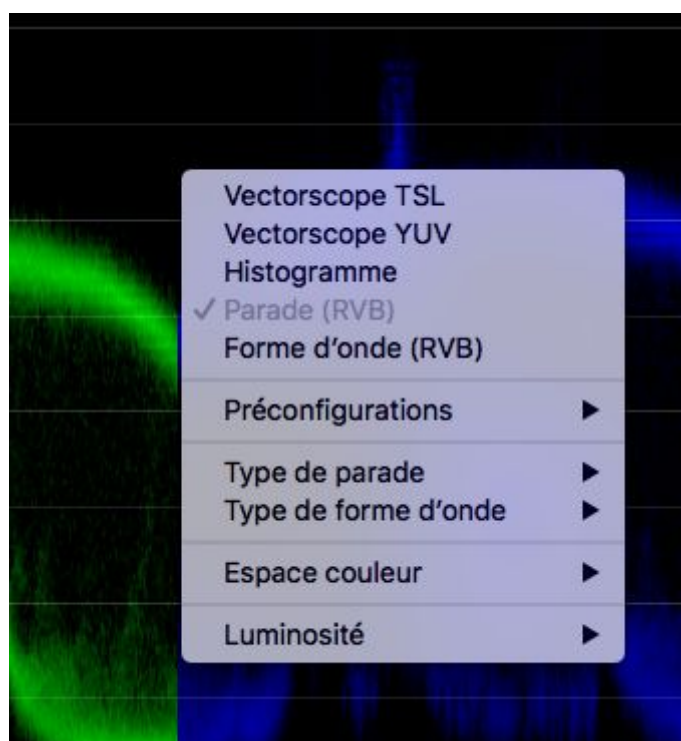 Vectorscope TSL
Vectorscope YUV
Histogramme
✓ Parade (RVB)
Forme d’onde (RVB)
Préconfigurations ▶
Type de parade ▶
Type de forme d’onde ▶
Espace couleur ▶
Luminosité ▶